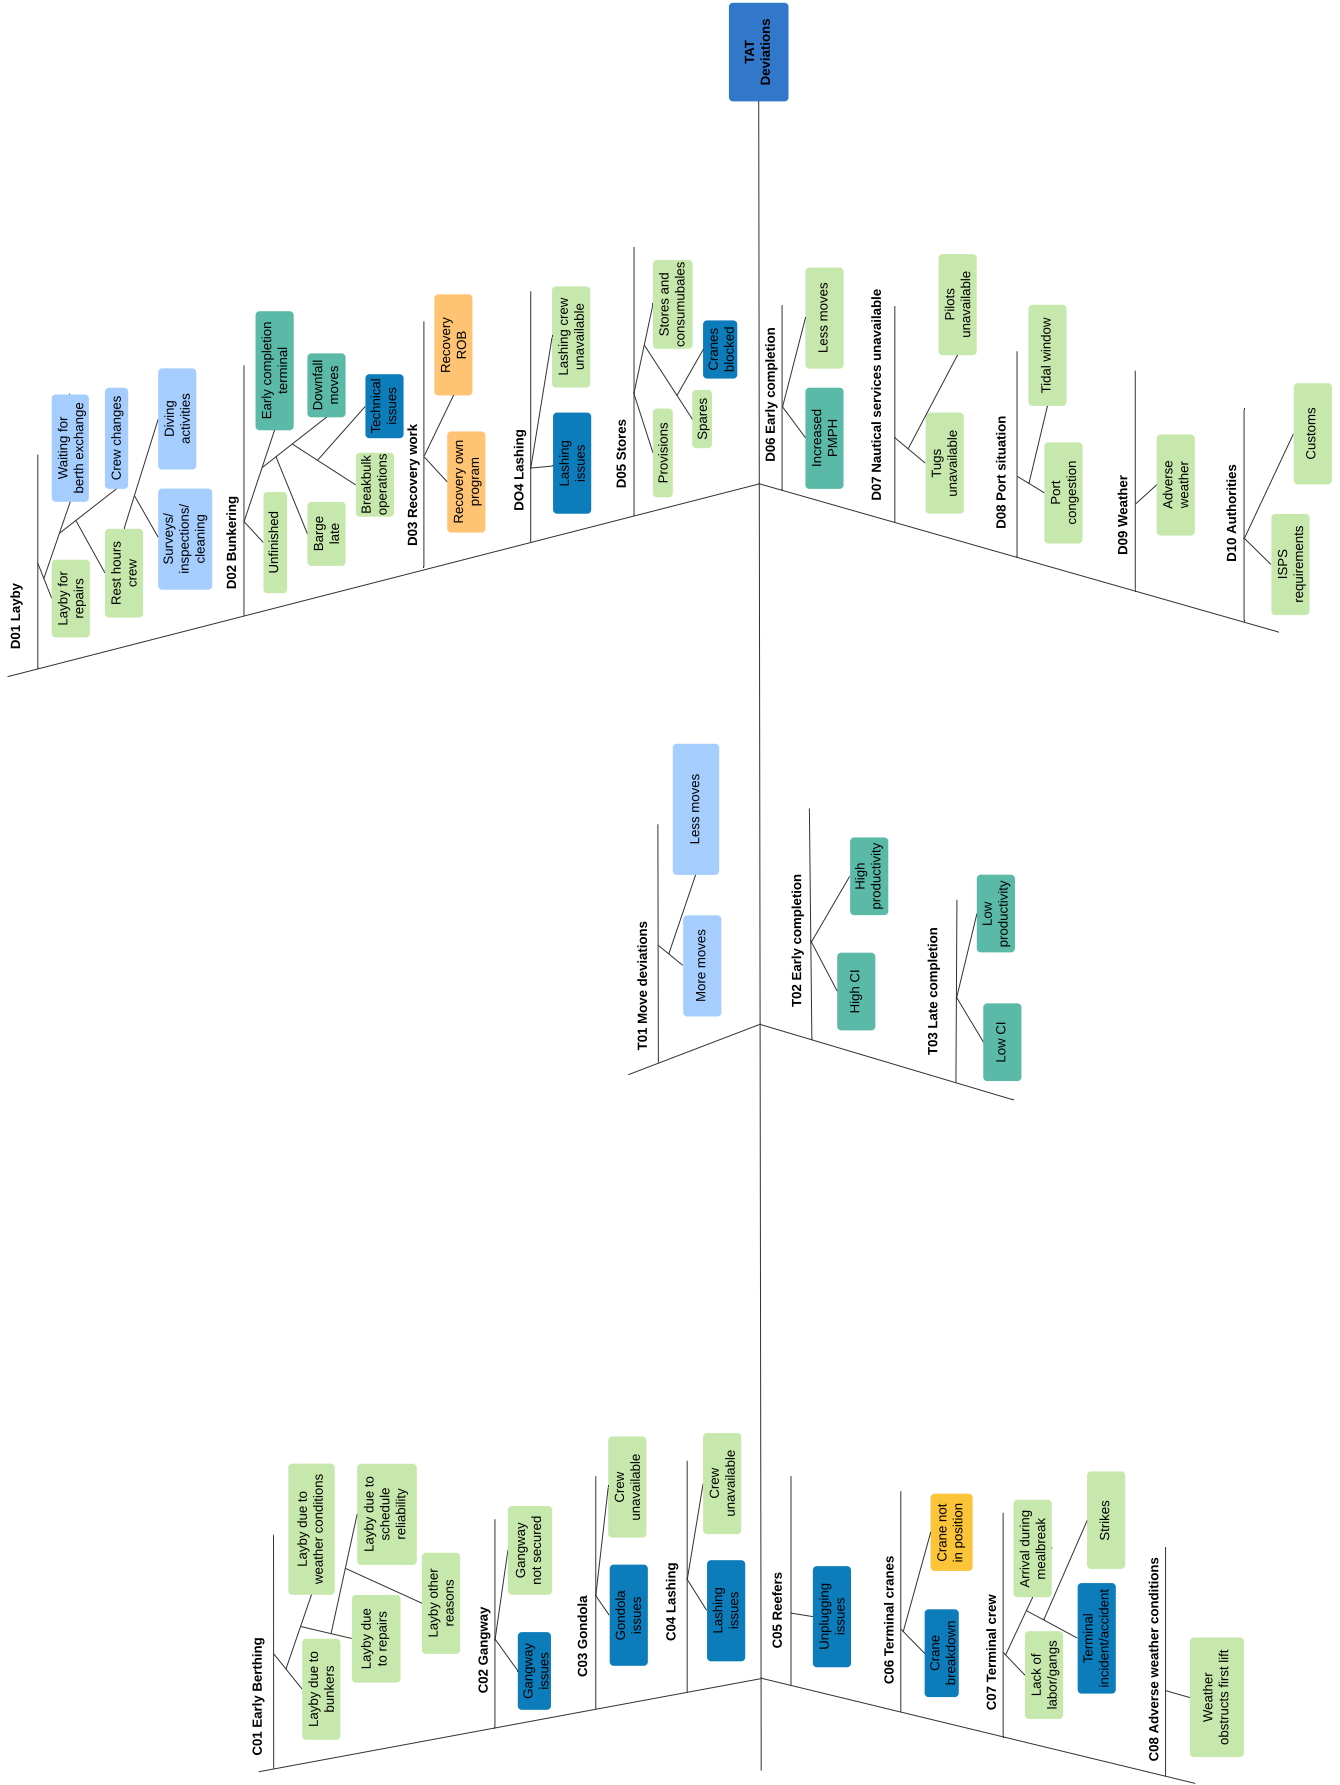 TAT
Deviations
D01 Layby
Layby for
repairs
Waiting for
berth exchange
Rest hours
crew
Crew changes
Surveys/
inspections/
cleaning
Diving
activities
D02 Bunkering
Unfinished
Early completion
terminal
Barge
late
Downfall
moves
Breakbulk
operations
Technical
issues
D03 Recovery work
Recovery own
program
Recovery
ROB
DO4 Lashing
Lashing
issues
Lashing crew
unavailable
D05 Stores
Provisions
Stores and
consumubales
Spares
Cranes
blocked
D06 Early completion
Increased
PMPH
Less moves
D07 Nautical services unavailable
Tugs
unavailable
Pilots
unavailable
D08 Port situation
Port
congestion
Tidal window
D09 Weather
Adverse
weather
D10 Authorities
ISPS
requirements
Customs
T01 Move deviations
More moves
Less moves
T02 Early completion
High CI
High
productivity
T03 Late completion
Low CI
Low
productivity
C01 Early Berthing
Layby due to
bunkers
Layby due to
weather conditions
Layby due
to repairs
Layby due to
schedule
reliability
Layby other
reasons
C02 Gangway
Gangway
issues
Gangway
not secured
C03 Gondola
Gondola
issues
Crew
unavailable
C04 Lashing
Lashing
issues
Crew
unavailable
C05 Reefers
Unplugging
issues
C06 Terminal cranes
Crane
breakdown
Crane not
in position
C07 Terminal crew
Lack of
labor/gangs
Arrival during
mealbreak
Terminal
incident/accident
Strikes
C08 Adverse weather conditions
Weather
obstructs first lift